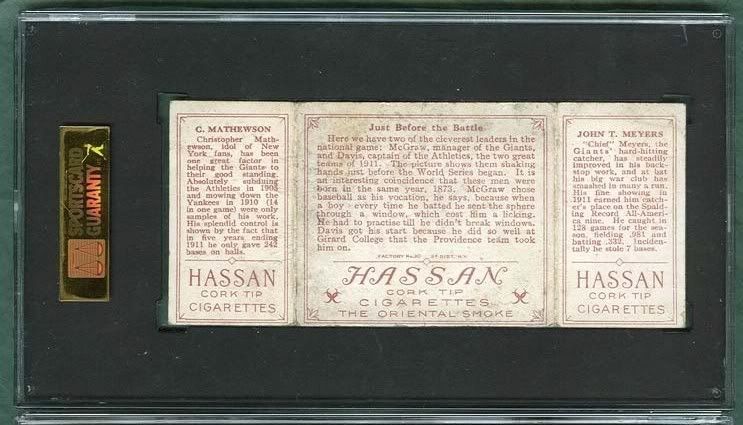 SPORTSCARD
GUARANTY
C. MATHEWSON
Christopher Math-
ewson, idol of New
York fans, has been
one great factor in
helping the Giants to
their good standing.
Absolutely subduing
the Athletics in 1905
and mowing down the
Yankees in 1910 (14
in one game) were only
samples of his work.
His splendid control is
shown by the fact that
in five years ending
1911 he only gave 242
bases on balls.
HASSAN
CORK TIP
CIGARETTES
Just Before the Battle
Here we have two of the cleverest leaders in the
national game: McGraw, manager of the Giants,
and Davis, captain of the Athletics, the two great
teams of 1911. The picture shows them shaking
hands just before the World Series began. It is
an interesting coincidence that these two men were
born in the same year, 1873. McGraw chose
baseball as his vocation, he says, because when
a boy every time he batted he sent the sphere
through a window, which cost him a licking.
He had to practise till he didn't break windows.
Davis got his start because he did so well at
Girard College that the Providence team took
him on.
FACTORY No. 30 2d DIST. N.Y.
HASSAN
CORK TIP
CIGARETTES
THE ORIENTAL SMOKE
JOHN T. MEYERS
"Chief" Meyers, the
Giants' hard-hitting
catcher, has steadily
improved in his back-
stop work, and at bat
his big war club has
smashed in many a run.
His fine showing in
1911 earned him catch-
er's place on the Spald-
ing Record All-Ameri-
ca nine. He caught in
128 games for the sea-
son, fielding .981 and
batting .332. Inciden-
tally he stole 7 bases.
HASSAN
CORK TIP
CIGARETTES